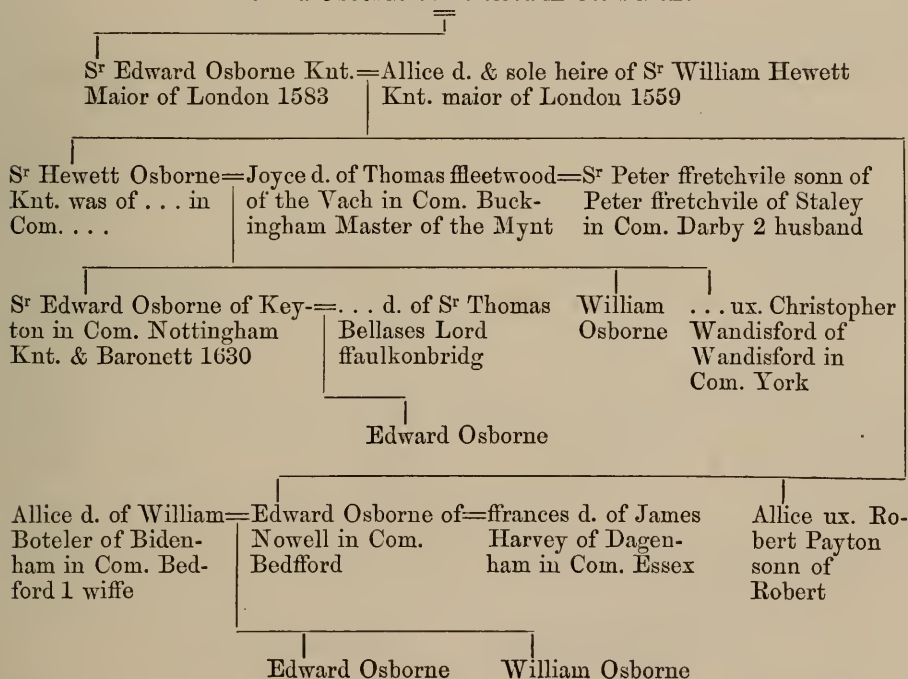 Sr Edward Osborne Knt.=Allice d. & sole heire of Sr William Hewett
Maior of London 1583 Knt. maior of London 1559
Sr Hewett Osborne=Joyce d. of Thomas ffleetwood=Sr Peter ffretchvile sonn of
Knt. was of . . . in of the Vach in Com. Buck- Peter ffretchvile of Staley
Com. . . . ingham Master of the Mynt in Com. Darby 2 husband
Sr Edward Osborne of Key-=. . . d. of Sr Thomas William . . . ux. Christopher
ton in Com. Nottingham Bellases Lord Osborne Wandisford of
Knt. & Baronett 1630 ffaulkonbridg Wandisford in
Com. York
Edward Osborne
Allice d. of William=Edward Osborne of=ffrances d. of James Allice ux. Ro-
Boteler of Biden- Nowell in Com. Harvey of Dagen- bert Payton
ham in Com. Bed- Bedfford ham in Com. Essex sonn of
ford 1 wiffe Robert
Edward Osborne William Osborne